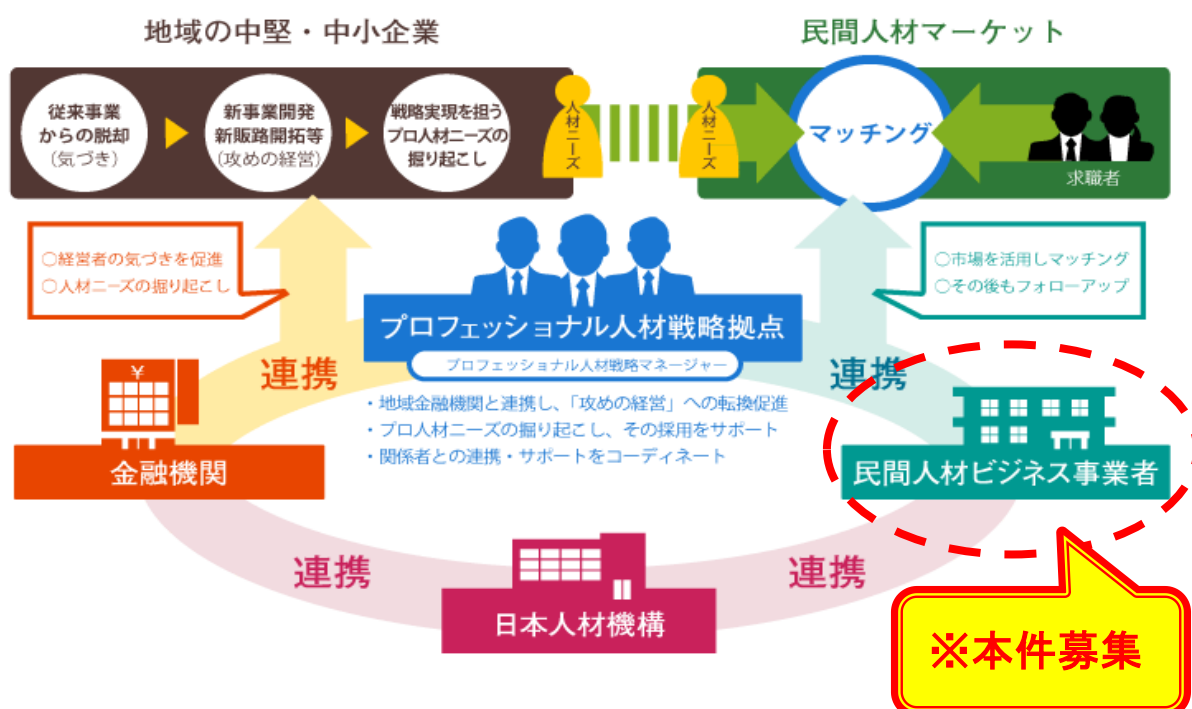 地域の中堅・中小企業
民間人材マーケット
従来事業
からの脱却
(気づき)
新事業開発
新販路開拓等
(攻めの経営)
戦略実現を担う
プロ人材ニーズの
掘り起こし
人材ニーズ
人材ニーズ
マッチング
求職者
○経営者の気づきを促進
○人材ニーズの掘り起こし
○市場を活用しマッチング
○その後もフォローアップ
プロフェッショナル人材戦略拠点
プロフェッショナル人材戦略マネージャー
連携
連携
・地域金融機関と連携し、「攻めの経営」への転換促進
・プロ人材ニーズの掘り起こし、その採用をサポート
・関係者との連携・サポートをコーディネート
¥
金融機関
民間人材ビジネス事業者
連携
連携
日本人材機構
※本件募集